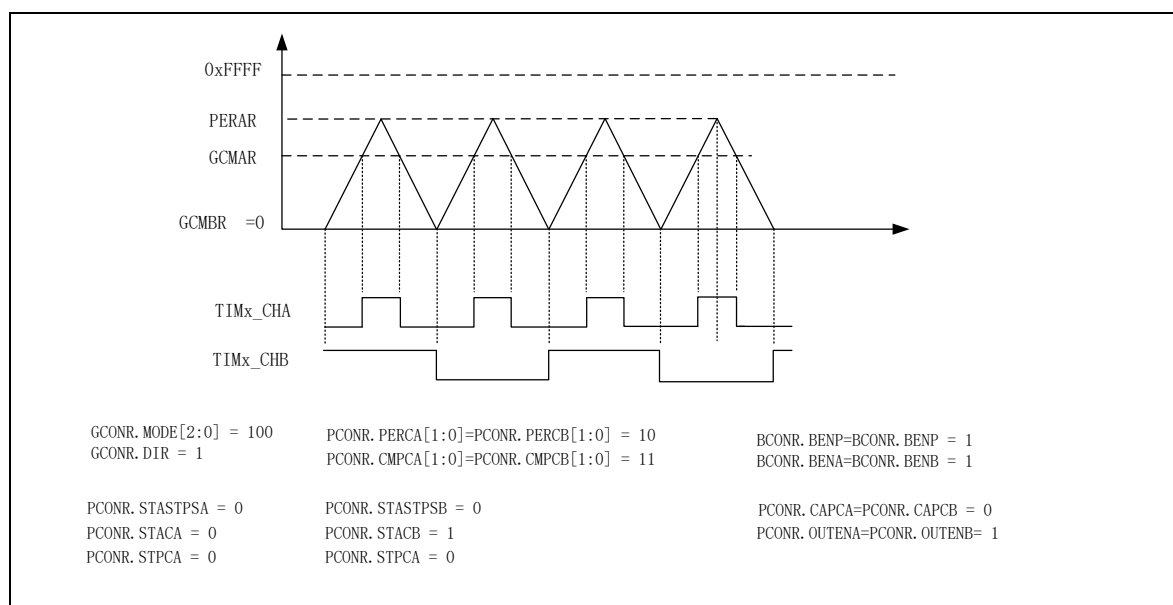 0xFFFF
PERAR
GCMAR
GCMBR =0
TIMx_CHA
TIMx_CHB
GCONR.MODE[2:0] = 100
GCONR.DIR = 1
PCONR.PERCA[1:0]=PCONR.PERCB[1:0] = 10
PCONR.CMPCA[1:0]=PCONR.CMPCB[1:0] = 11
BCONR.BENP=BCONR.BENP = 1
BCONR.BENA=BCONR.BENB = 1
PCONR.STASTPSA = 0
PCONR.STACA = 0
PCONR.STPCA = 0
PCONR.STASTPSB = 0
PCONR.STACB = 1
PCONR.STPCA = 0
PCONR.CAPCA=PCONR.CAPCB = 0
PCONR.OUTENA=PCONR.OUTENB= 1